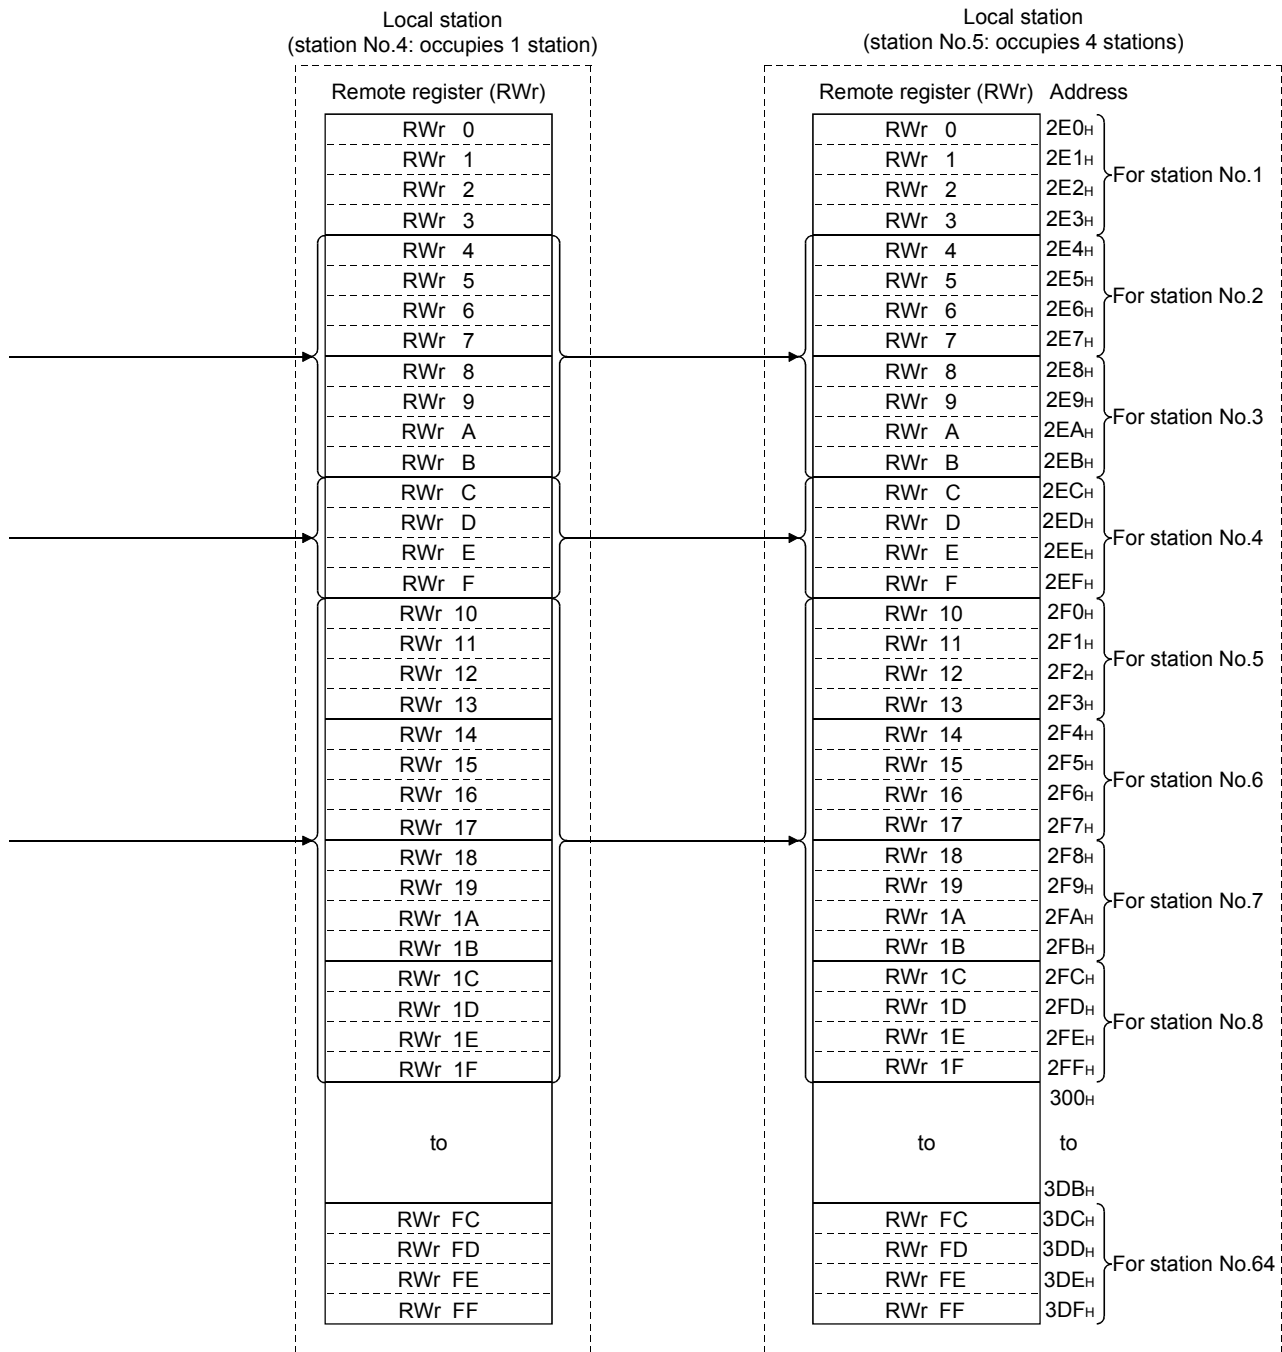 Local station
(station No.4: occupies 1 station)
Local station
(station No.5: occupies 4 stations)
Remote register (RWr)
Remote register (RWr) Address
RWr 0 RWr 0 2E0H
RWr 1 RWr 1 2E1H
For station No.1
RWr 2 RWr 2 2E2H
RWr 3 RWr 3 2E3H
RWr 4 RWr 4 2E4H
RWr 5 RWr 5 2E5H
For station No.2
RWr 6 RWr 6 2E6H
RWr 7 RWr 7 2E7H
RWr 8 RWr 8 2E8H
RWr 9 RWr 9 2E9H
For station No.3
RWr A RWr A 2EAH
RWr B RWr B 2EBH
RWr C RWr C 2ECH
RWr D RWr D 2EDH
For station No.4
RWr E RWr E 2EEH
RWr F RWr F 2EFH
RWr 10 RWr 10 2F0H
RWr 11 RWr 11 2F1H
For station No.5
RWr 12 RWr 12 2F2H
RWr 13 RWr 13 2F3H
RWr 14 RWr 14 2F4H
RWr 15 RWr 15 2F5H
For station No.6
RWr 16 RWr 16 2F6H
RWr 17 RWr 17 2F7H
RWr 18 RWr 18 2F8H
RWr 19 RWr 19 2F9H
For station No.7
RWr 1A RWr 1A 2FAH
RWr 1B RWr 1B 2FBH
RWr 1C RWr 1C 2FCH
RWr 1D RWr 1D 2FDH
For station No.8
RWr 1E RWr 1E 2FEH
RWr 1F RWr 1F 2FFH
300H
to to to
3DBH
RWr FC RWr FC 3DCH
RWr FD RWr FD 3DDH
For station No.64
RWr FE RWr FE 3DEH
RWr FF RWr FF 3DFH